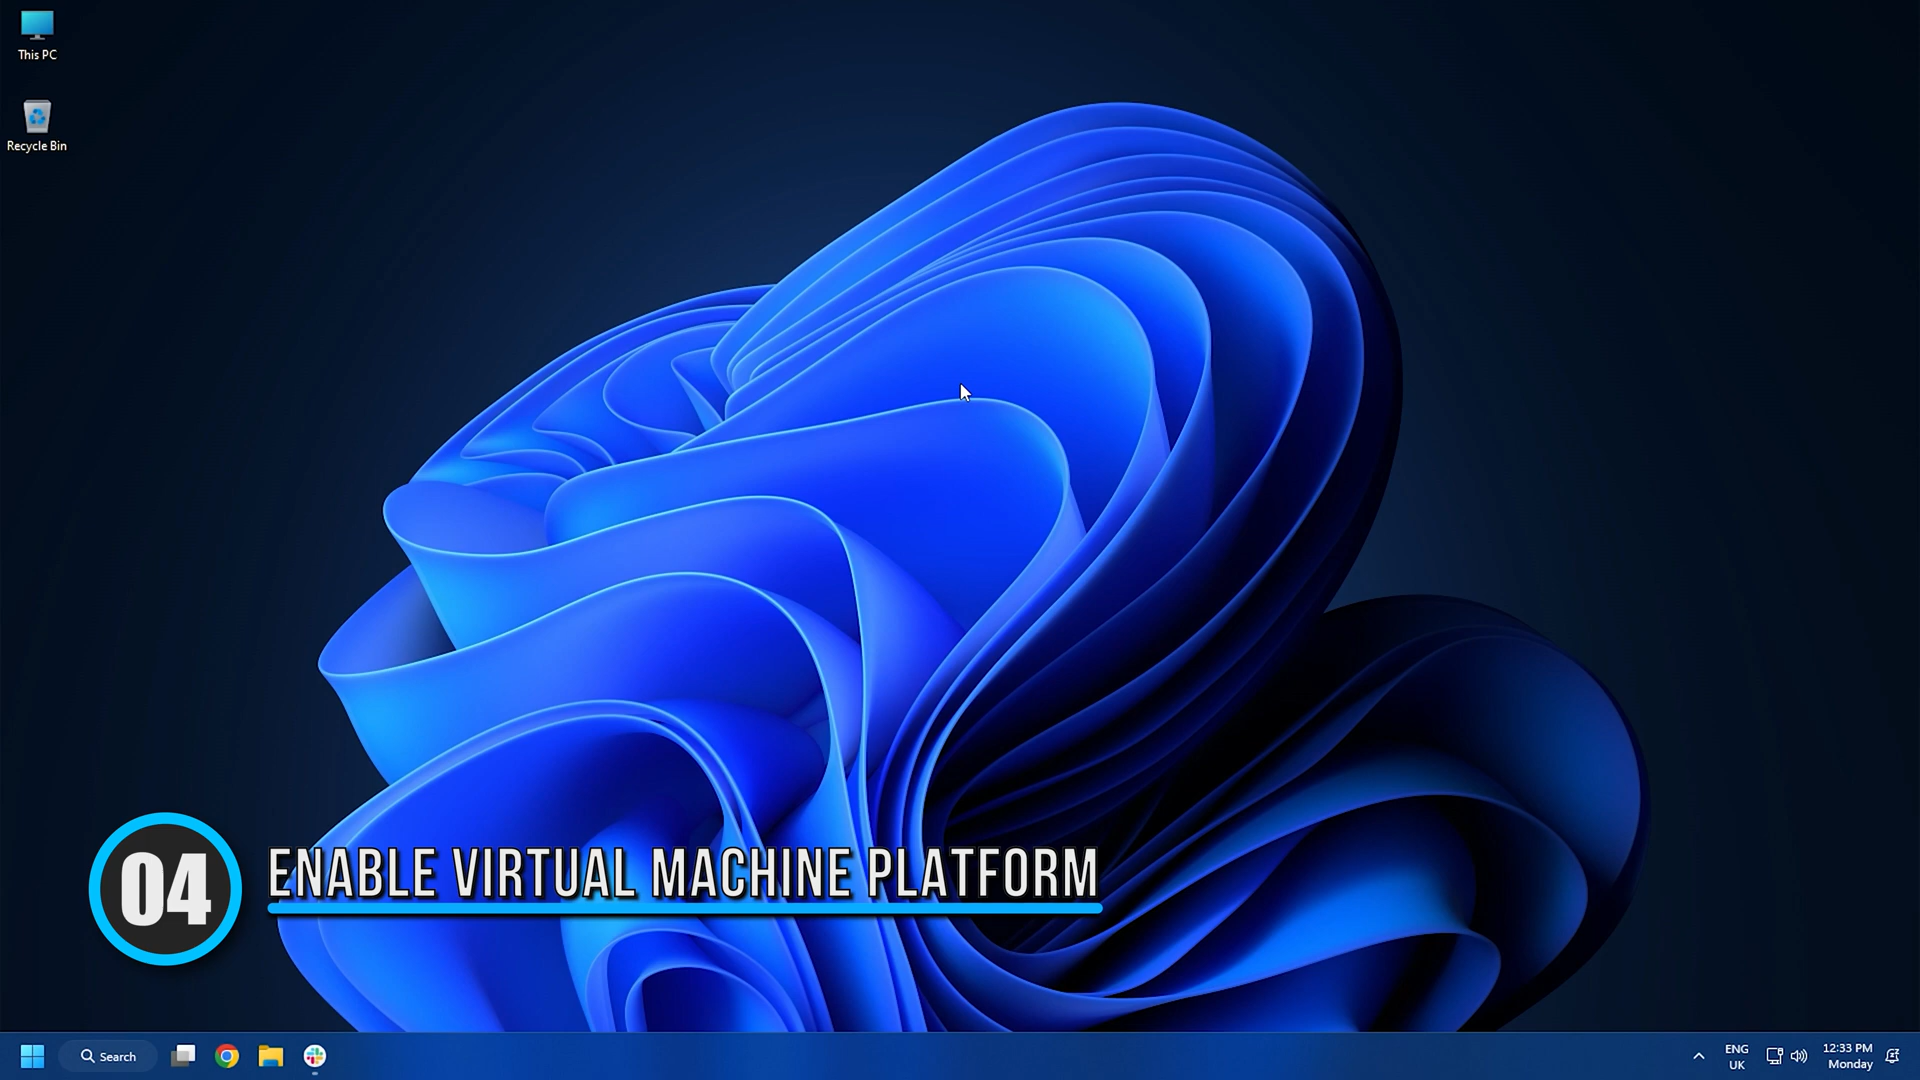 This PC
Recycle Bin
04
ENABLE VIRTUAL MACHINE PLATFORM
Search
ENG
UK
12:33 PM
Monday